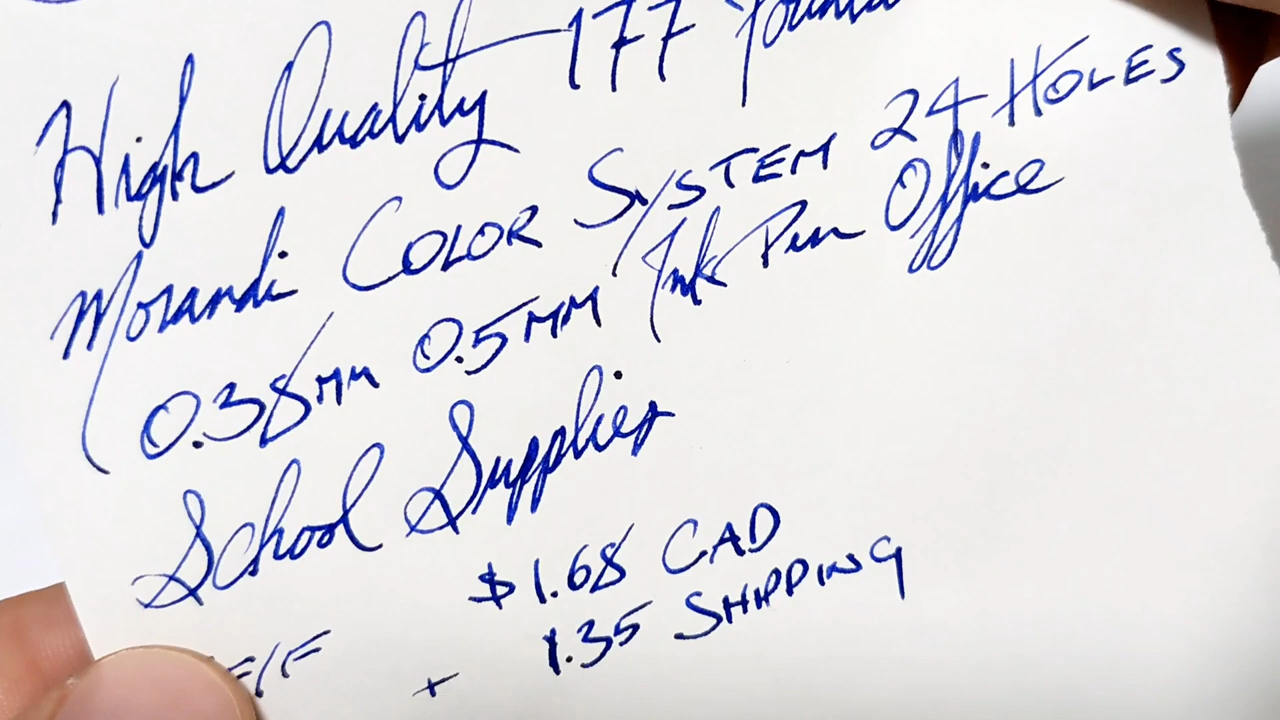 High Quality 177
Morandi COLOR SYSTEM 24 HOLES
0.38mm 0.5MM Ink Pen Office
School Supplies
$1.68 CAD
+ 1.35 SHIPPING